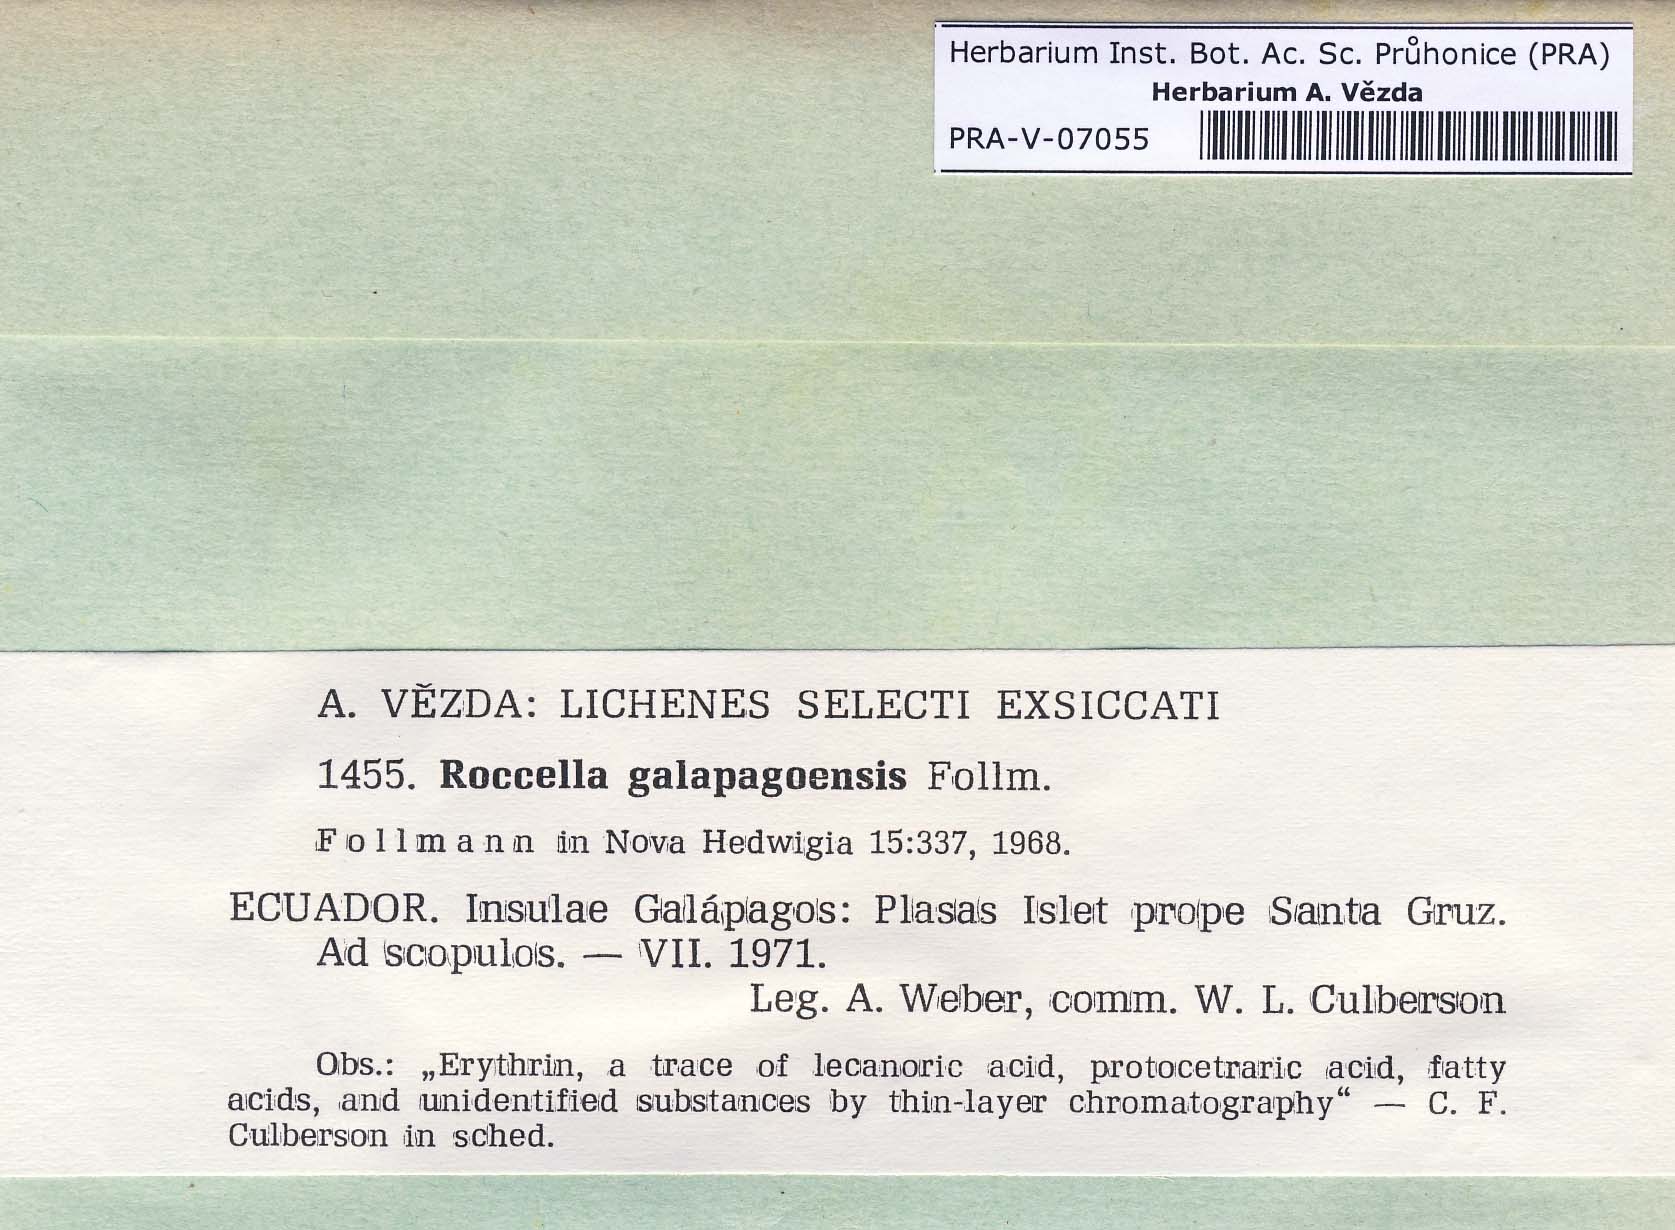 Herbarium Inst. Bot. Ac. Sc. Průhonice (PRA)
Herbarium A. Vězda
PRA-V-07055
A. VĚZDA: LICHENES SELECTI EXSICCATI
1455. Roccella galapagoensis Follm.
Follmann in Nova Hedwigia 15:337, 1968.
ECUADOR. Insulae Galápagos: Plasas Islet prope Santa Gruz.
Ad scopulos. — VII. 1971.
Leg. A. Weber, comm. W. L. Culberson
Obs.: „Erythrin, a trace of lecanoric acid, protocetraric acid, fatty
acids, and unidentified substances by thin-layer chromatography“ — C. F.
Culberson in sched.